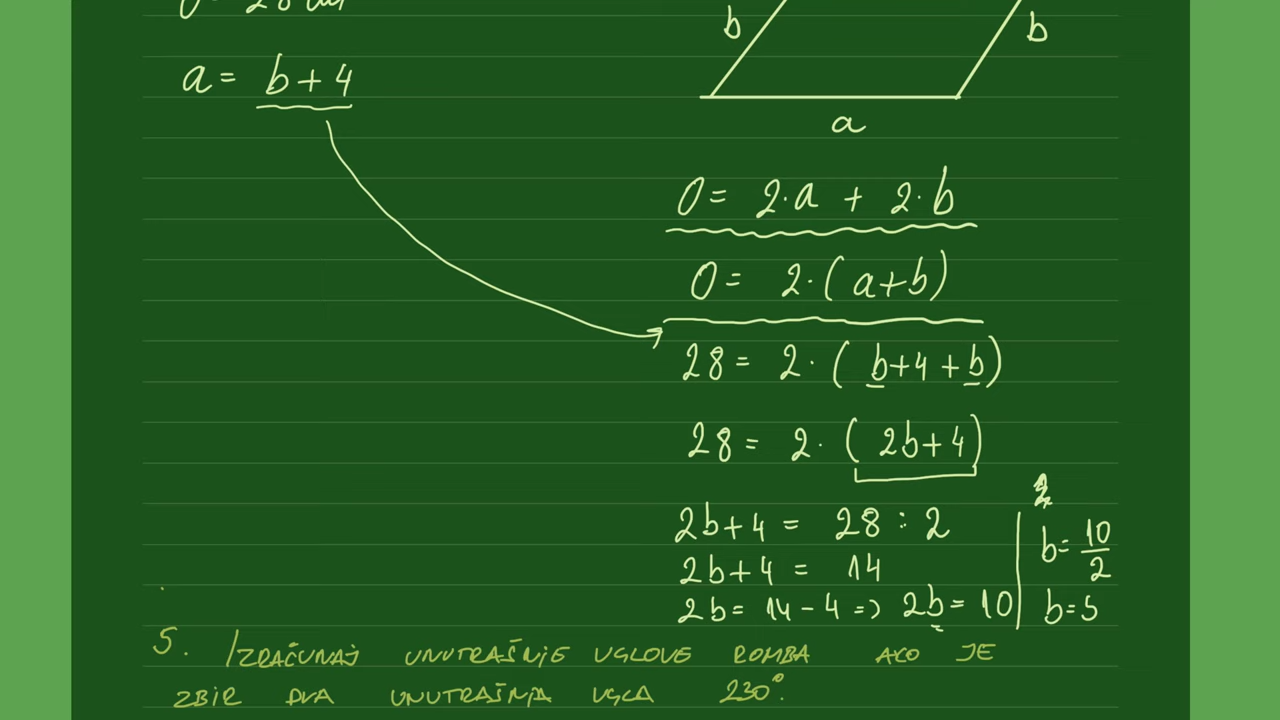 O = 28 cm
a = b + 4
b
b
a
O = 2·a + 2·b
O = 2·(a+b)
28 = 2·(b+4+b)
28 = 2·(2b+4)
2b+4 = 28 : 2
2b+4 = 14
2b = 14-4 => 2b = 10
b = 10/2
b=5
5. IZRAČUNAJ UNUTRAŠNJE UGLOVE ROMBA AKO JE
ZBIR DVA UNUTRAŠNJA UGLA 230°.